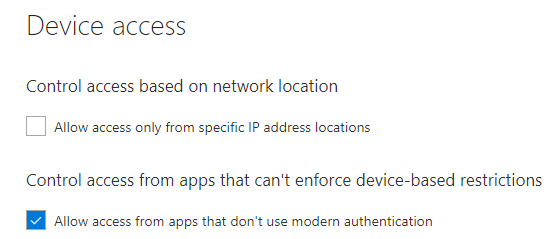 Device access
Control access based on network location
Allow access only from specific IP address locations
Control access from apps that can't enforce device-based restrictions
Allow access from apps that don't use modern authentication